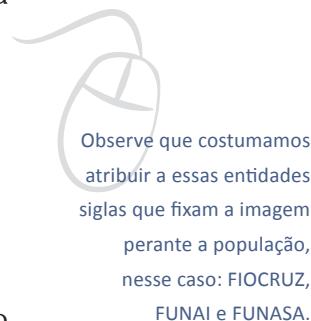 Observe que costumamos
atribuir a essas entidades
siglas que fixam a imagem
perante a população,
nesse caso: FIOCRUZ,
FUNAI e FUNASA.